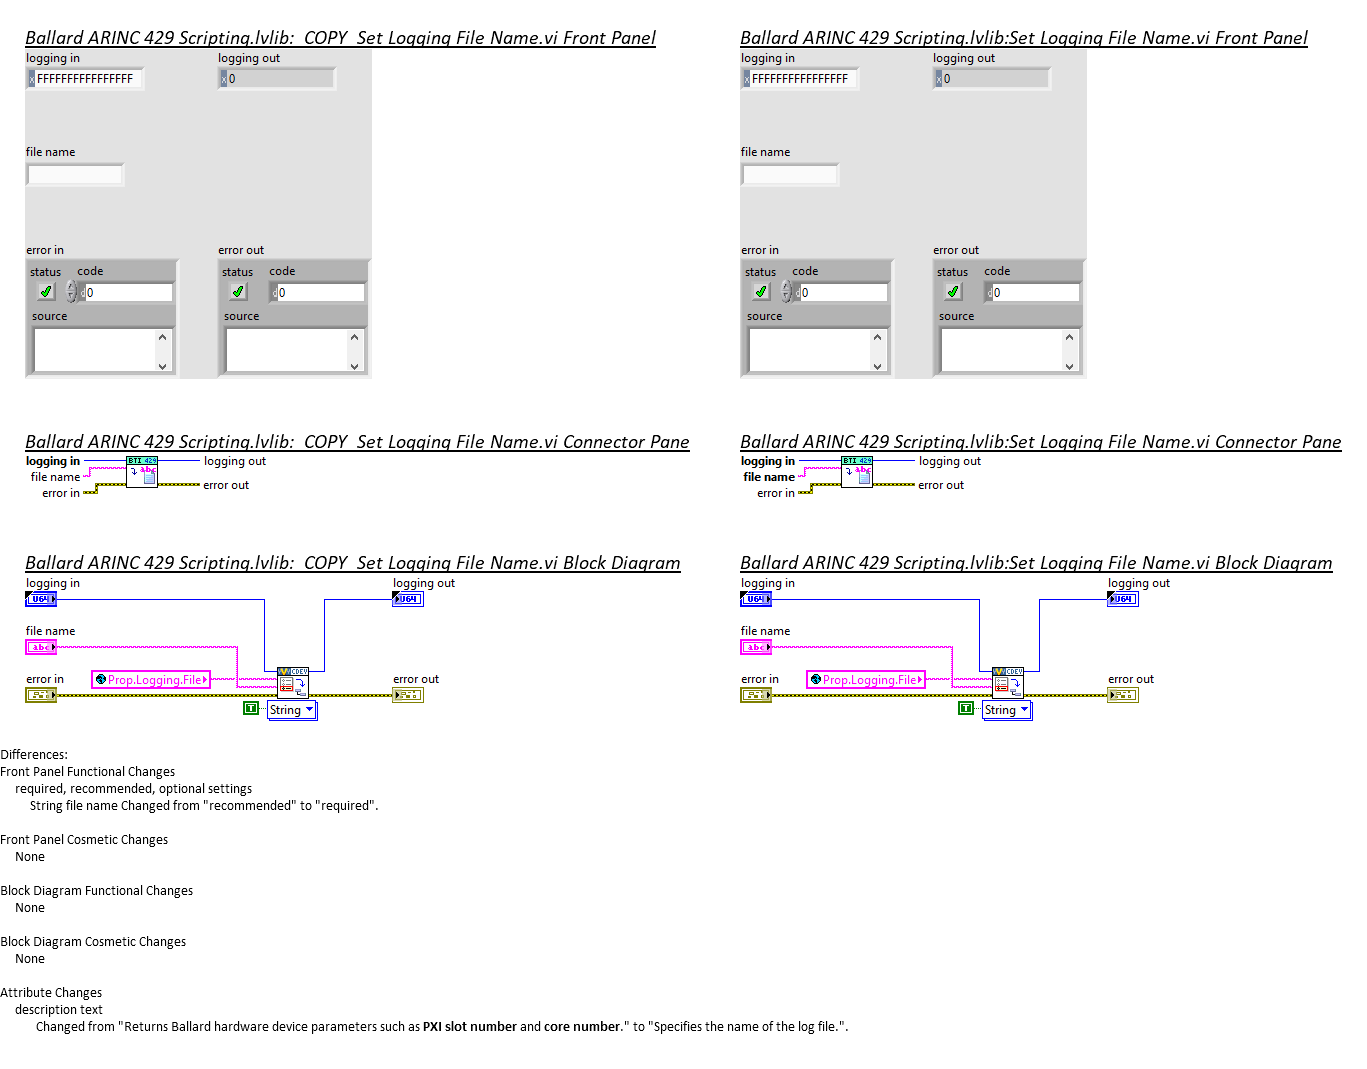 Ballard ARINC 429 Scripting.lvlib:_COPY_Set Logging File Name.vi Front Panel
logging in
logging out
x FFFFFFFFFFFFFFFF
x 0
file name
error in
error out
status code
status code
d 0
d 0
source
source
Ballard ARINC 429 Scripting.lvlib:Set Logging File Name.vi Front Panel
logging in
logging out
x FFFFFFFFFFFFFFFF
x 0
file name
error in
error out
status code
status code
d 0
d 0
source
source
Ballard ARINC 429 Scripting.lvlib:_COPY_Set Logging File Name.vi Connector Pane
logging in
BTI 429
abc
logging out
file name
error in
error out
Ballard ARINC 429 Scripting.lvlib:Set Logging File Name.vi Connector Pane
logging in
BTI 429
abc
logging out
file name
error in
error out
Ballard ARINC 429 Scripting.lvlib:_COPY_Set Logging File Name.vi Block Diagram
logging in
logging out
U64
U64
file name
abc
error in
Prop.Logging.File
CDEV
error out
T
String
Ballard ARINC 429 Scripting.lvlib:Set Logging File Name.vi Block Diagram
logging in
logging out
U64
U64
file name
abc
error in
Prop.Logging.File
CDEV
error out
T
String
Differences:
Front Panel Functional Changes
required, recommended, optional settings
String file name Changed from "recommended" to "required".
Front Panel Cosmetic Changes
None
Block Diagram Functional Changes
None
Block Diagram Cosmetic Changes
None
Attribute Changes
description text
Changed from "Returns Ballard hardware device parameters such as PXI slot number and core number." to "Specifies the name of the log file.".